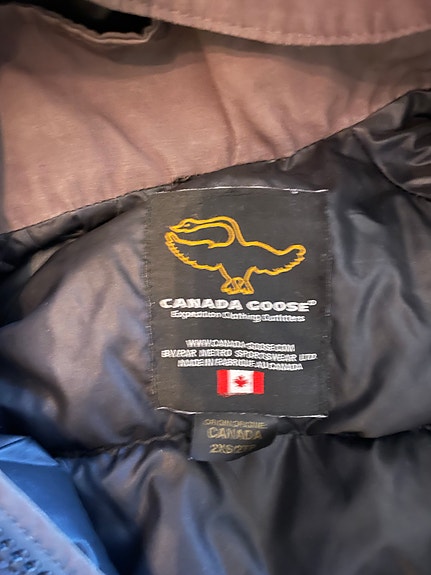 CANADA GOOSE®
Expedition Clothing Outfitters
WWW.CANADA-GOOSE.COM
BY/PAR METRO SPORTSWEAR LTD
MADE IN/FABRIQUE AU CANADA
CANADA